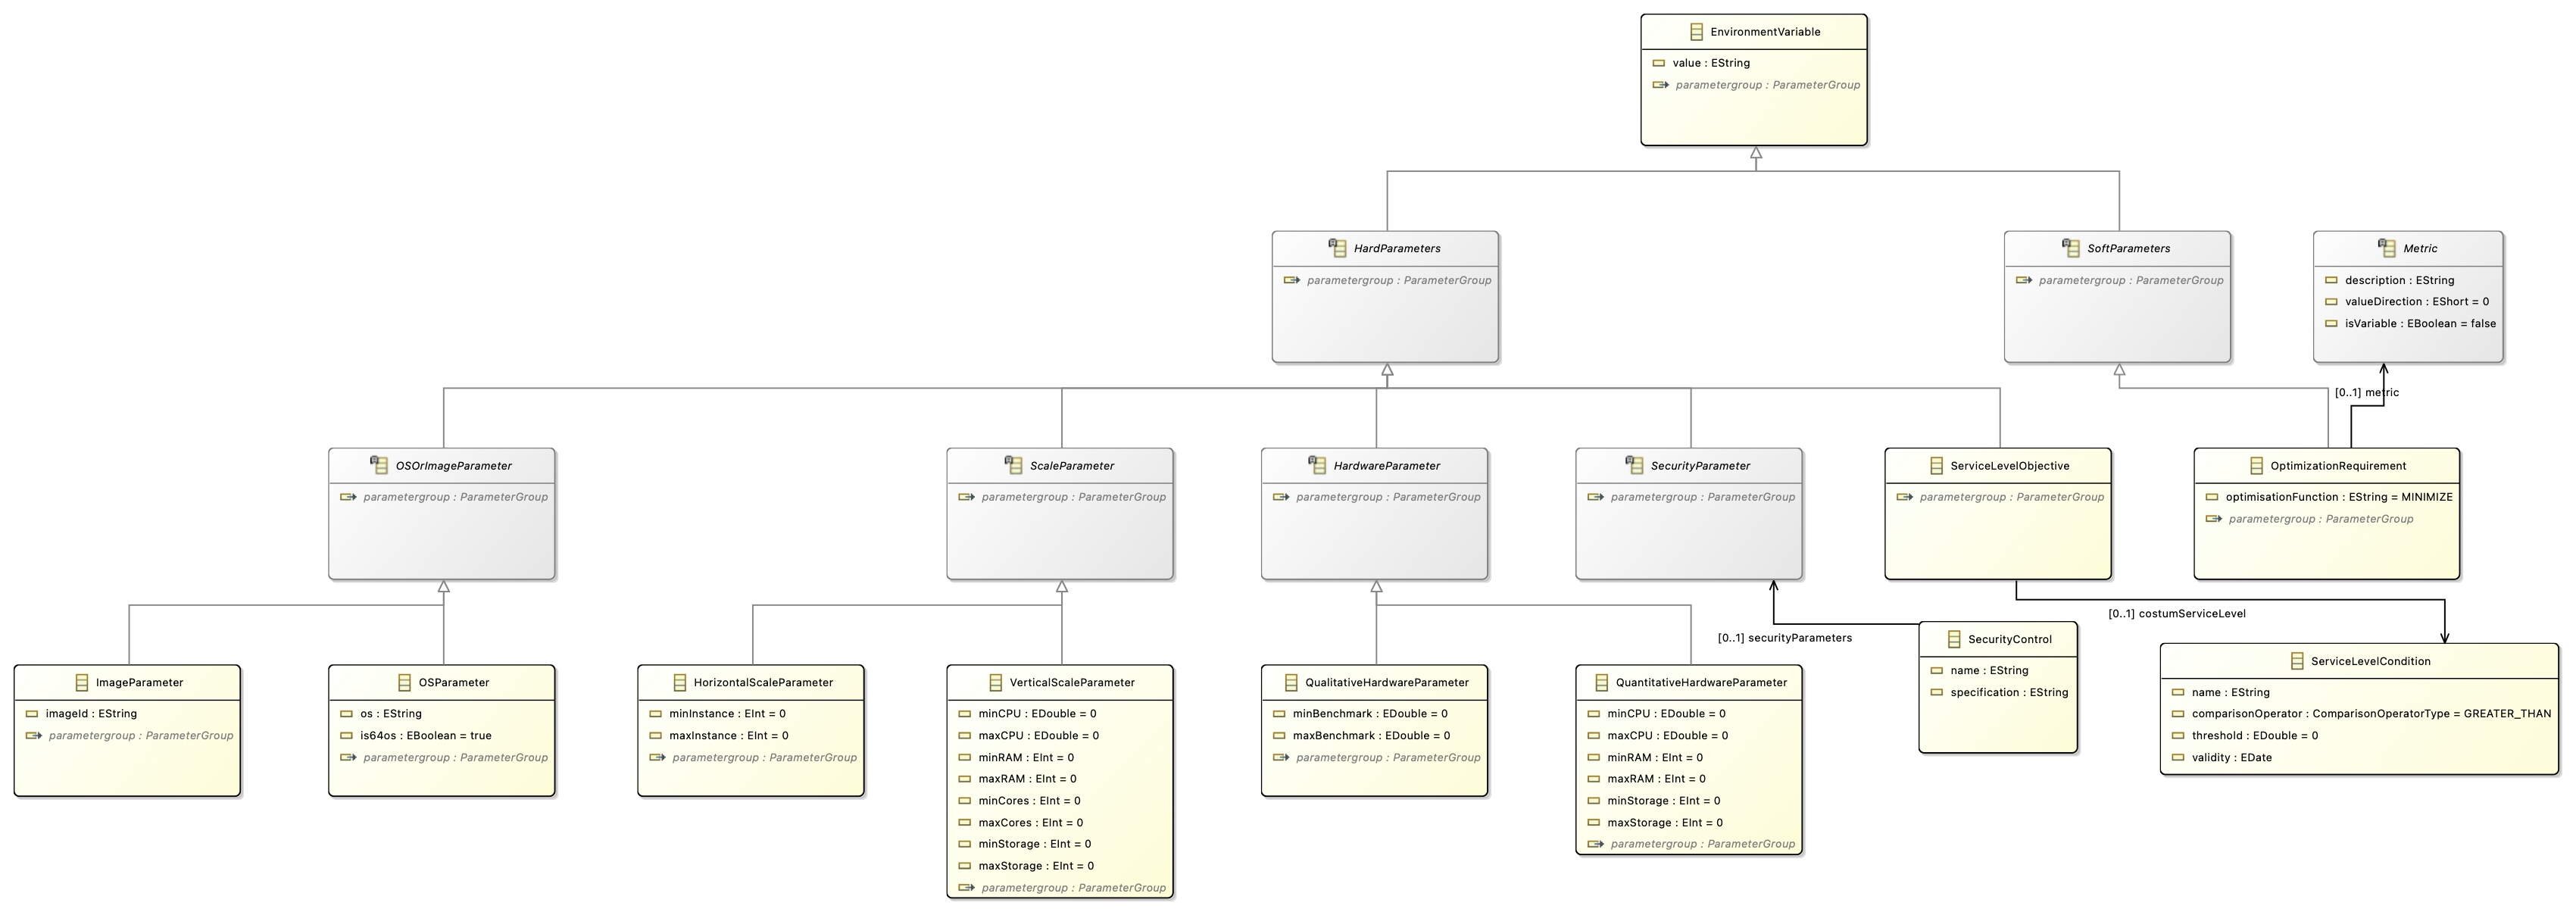 EnvironmentVariable
value : EString
parametergroup : ParameterGroup
HardParameters
parametergroup : ParameterGroup
SoftParameters
parametergroup : ParameterGroup
Metric
description : EString
valueDirection : EShort = 0
isVariable : EBoolean = false
[0..1] metric
OSOrImageParameter
parametergroup : ParameterGroup
ScaleParameter
parametergroup : ParameterGroup
HardwareParameter
parametergroup : ParameterGroup
SecurityParameter
parametergroup : ParameterGroup
ServiceLevelObjective
parametergroup : ParameterGroup
OptimizationRequirement
optimisationFunction : EString = MINIMIZE
parametergroup : ParameterGroup
[0..1] costumServiceLevel
[0..1] securityParameters
ImageParameter
imageId : EString
parametergroup : ParameterGroup
OSParameter
os : EString
is64os : EBoolean = true
parametergroup : ParameterGroup
HorizontalScaleParameter
minInstance : EInt = 0
maxInstance : EInt = 0
parametergroup : ParameterGroup
VerticalScaleParameter
minCPU : EDouble = 0
maxCPU : EDouble = 0
minRAM : EInt = 0
maxRAM : EInt = 0
minCores : EInt = 0
maxCores : EInt = 0
minStorage : EInt = 0
maxStorage : EInt = 0
parametergroup : ParameterGroup
QualitativeHardwareParameter
minBenchmark : EDouble = 0
maxBenchmark : EDouble = 0
parametergroup : ParameterGroup
QuantitativeHardwareParameter
minCPU : EDouble = 0
maxCPU : EDouble = 0
minRAM : EInt = 0
maxRAM : EInt = 0
minStorage : EInt = 0
maxStorage : EInt = 0
parametergroup : ParameterGroup
SecurityControl
name : EString
specification : EString
ServiceLevelCondition
name : EString
comparisonOperator : ComparisonOperatorType = GREATER_THAN
threshold : EDouble = 0
validity : EDate